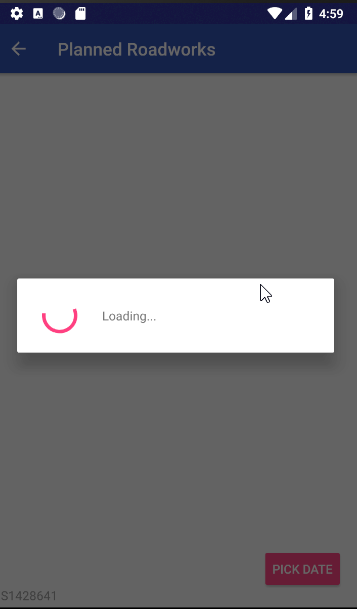 4:59
Planned Roadworks
Loading...
PICK DATE
S1428641